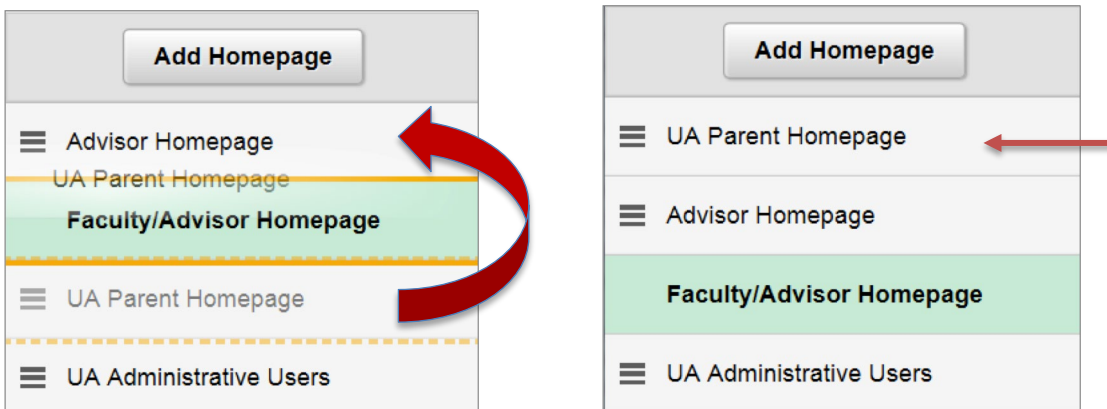 Add Homepage
Advisor Homepage
UA Parent Homepage
Faculty/Advisor Homepage
UA Parent Homepage
UA Administrative Users
Add Homepage
UA Parent Homepage
Advisor Homepage
Faculty/Advisor Homepage
UA Administrative Users